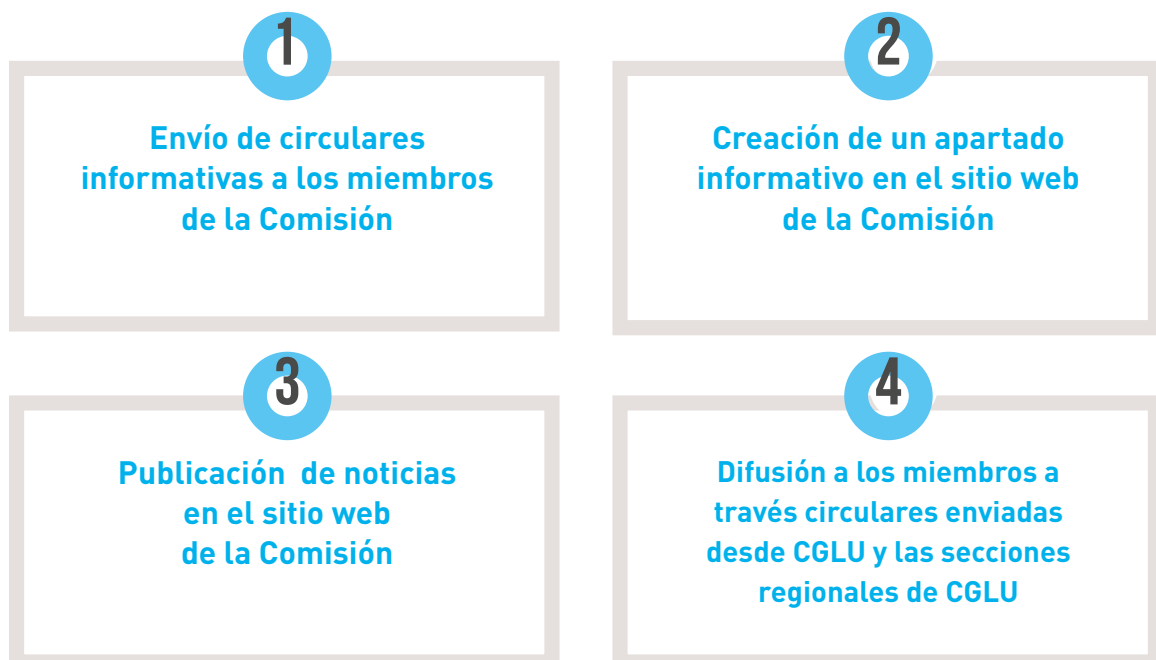 1
Envío de circulares
informativas a los miembros
de la Comisión
2
Creación de un apartado
informativo en el sitio web
de la Comisión
3
Publicación de noticias
en el sitio web
de la Comisión
4
Difusión a los miembros a
través circulares enviadas
desde CGLU y las secciones
regionales de CGLU